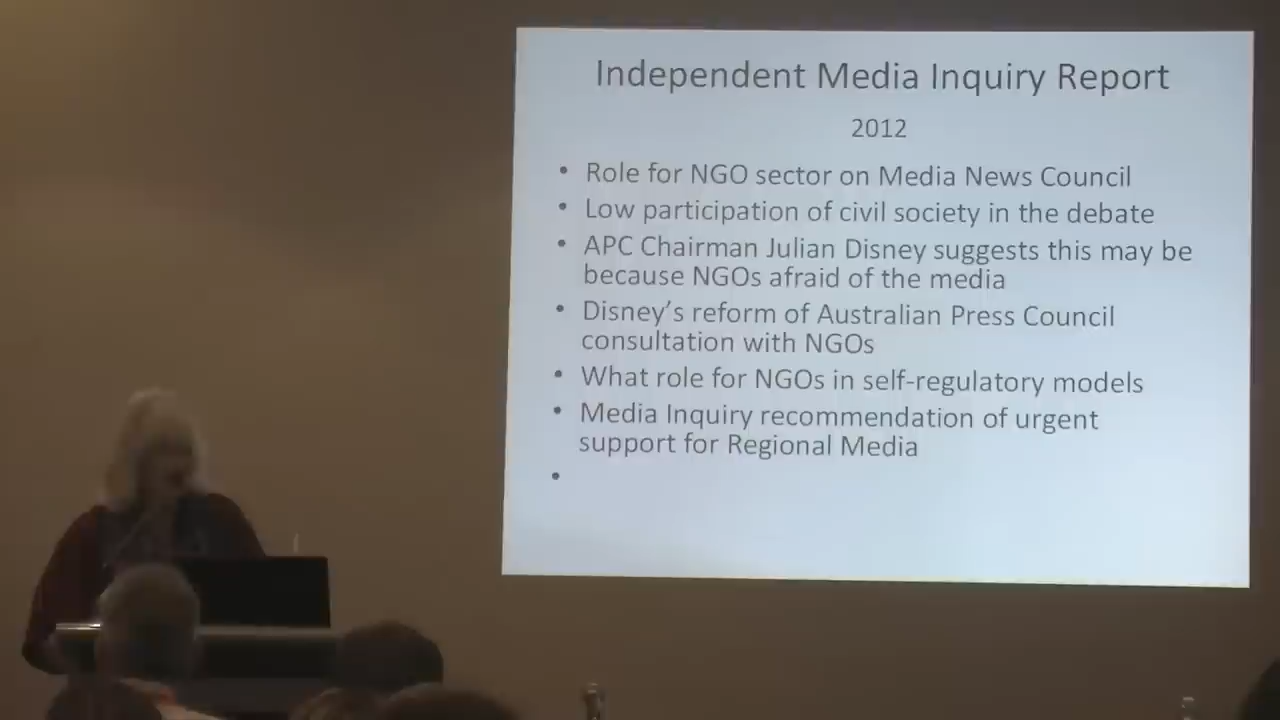 Independent Media Inquiry Report
2012
• Role for NGO sector on Media News Council
• Low participation of civil society in the debate
• APC Chairman Julian Disney suggests this may be
because NGOs afraid of the media
• Disney's reform of Australian Press Council
consultation with NGOs
• What role for NGOs in self-regulatory models
• Media Inquiry recommendation of urgent
support for Regional Media
•